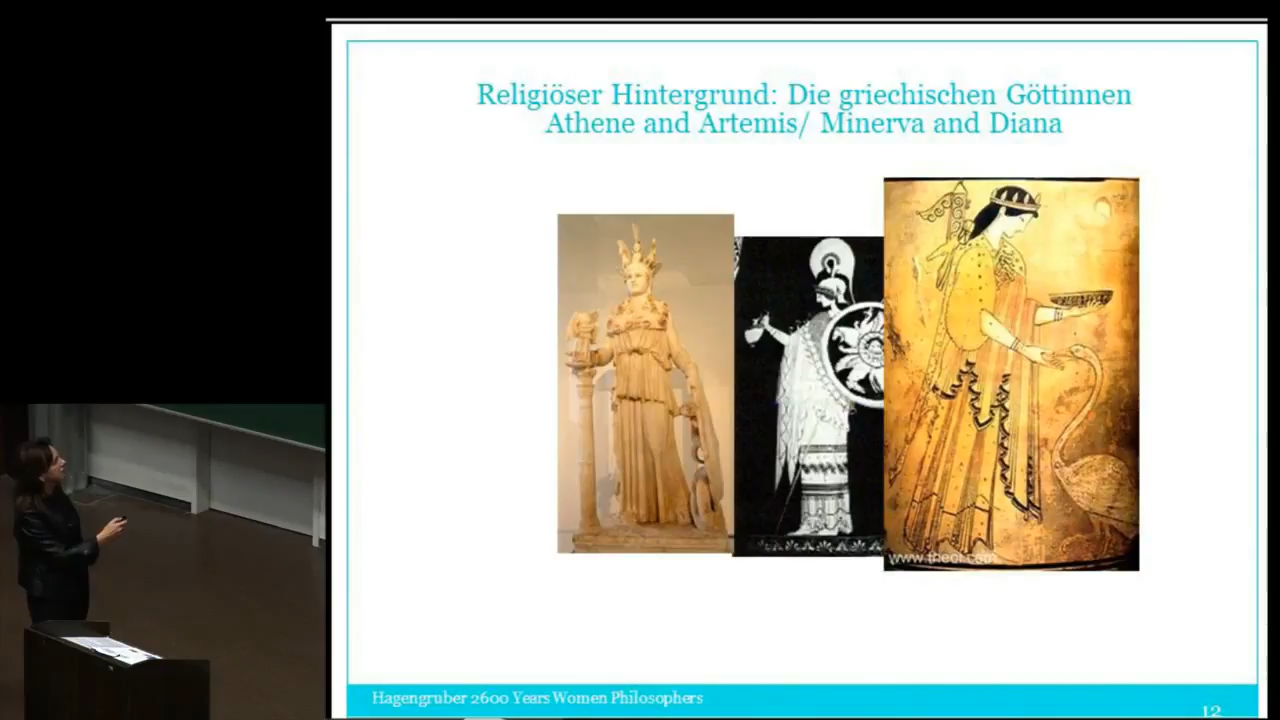 Religiöser Hintergrund: Die griechischen Göttinnen
Athene and Artemis/ Minerva and Diana
www.theoi.com
Hagengruber 2600 Years Women Philosophers
12